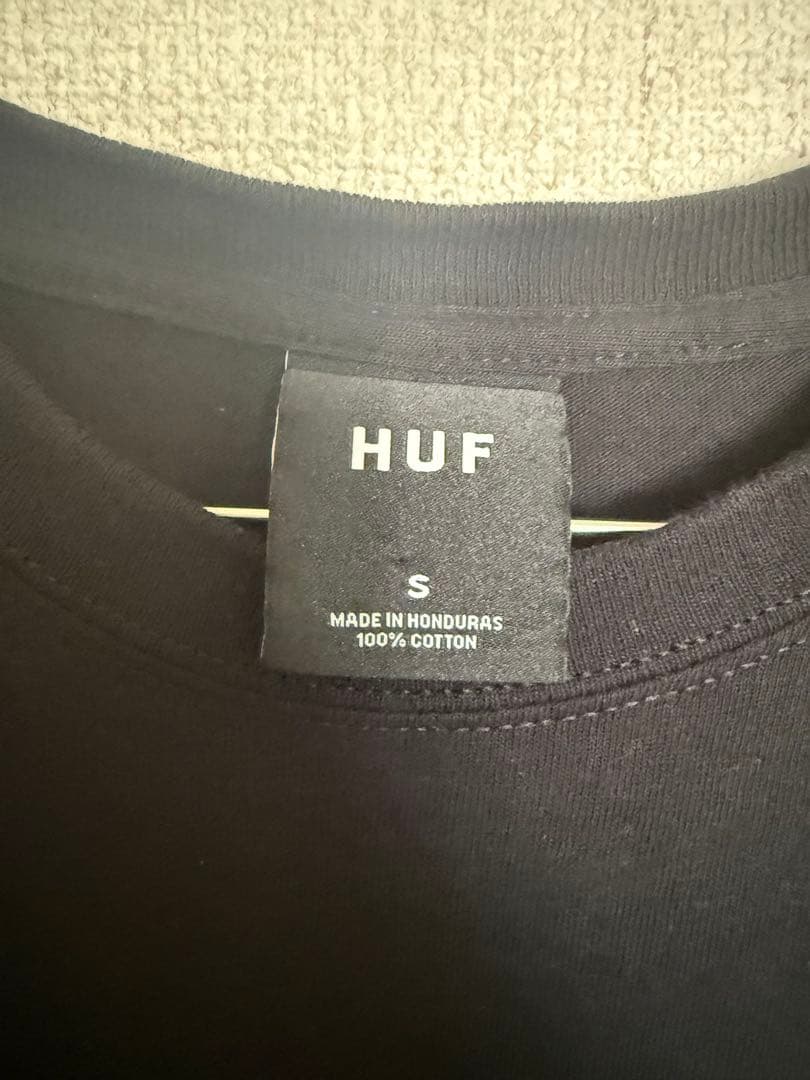 HUF
S
MADE IN HONDURAS
100% COTTON